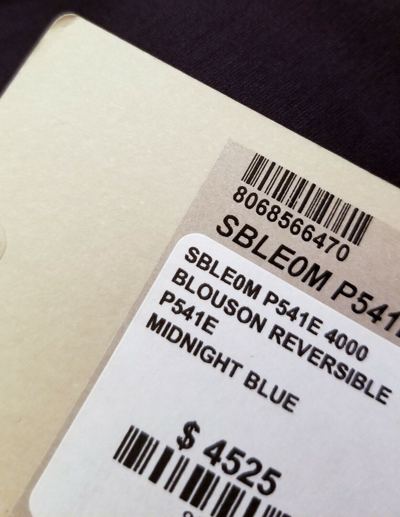 8068566470
SBLE0M P541
SBLE0M P541E 4000
BLOUSON REVERSIBLE
P541E
MIDNIGHT BLUE
$ 4525